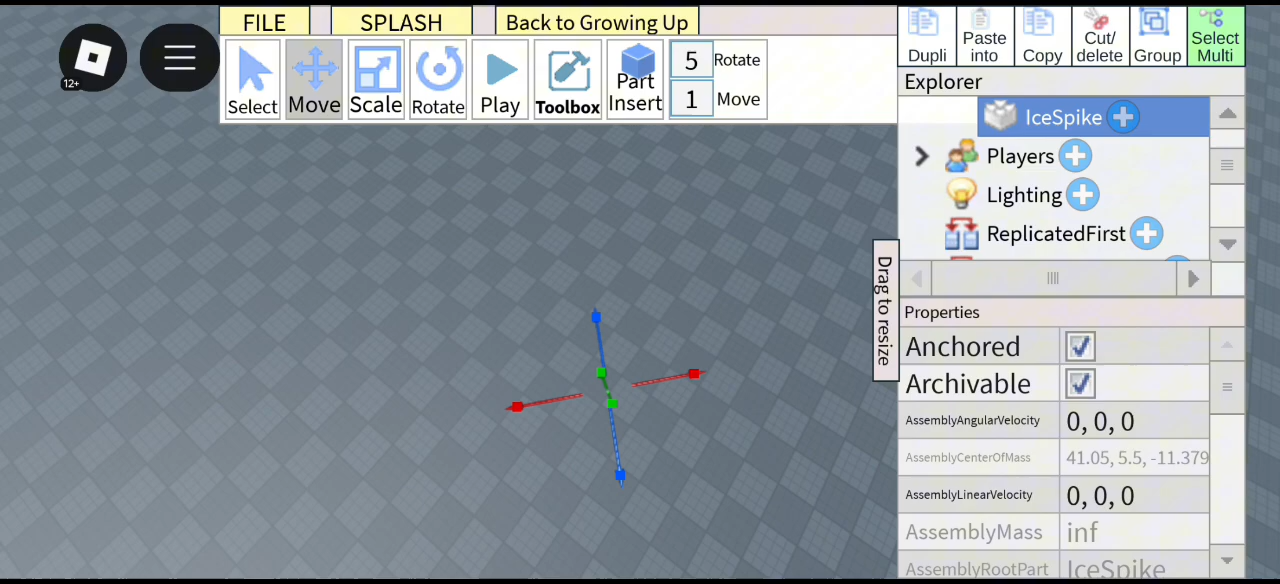 12+
FILE
SPLASH
Back to Growing Up
Select
Move
Scale
Rotate
Play
Toolbox
Part
Insert
5
Rotate
1
Move
Dupli
Paste
into
Copy
Cut/
delete
Group
Select
Multi
Explorer
IceSpike
Players
Lighting
ReplicatedFirst
Drag to resize
Properties
Anchored
Archivable
AssemblyAngularVelocity
0, 0, 0
AssemblyCenterOfMass
41.05, 5.5, -11.379
AssemblyLinearVelocity
0, 0, 0
AssemblyMass
inf
AssemblyRootPart
IceSpike